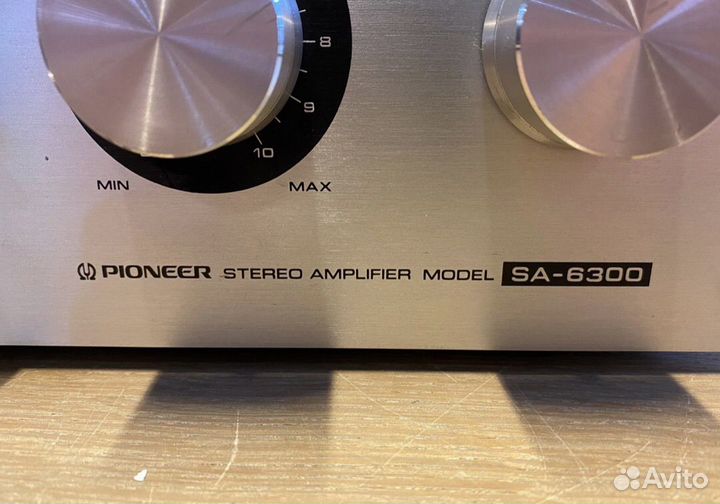 8
9
10
MIN MAX
PIONEER STEREO AMPLIFIER MODEL SA-6300
Avito